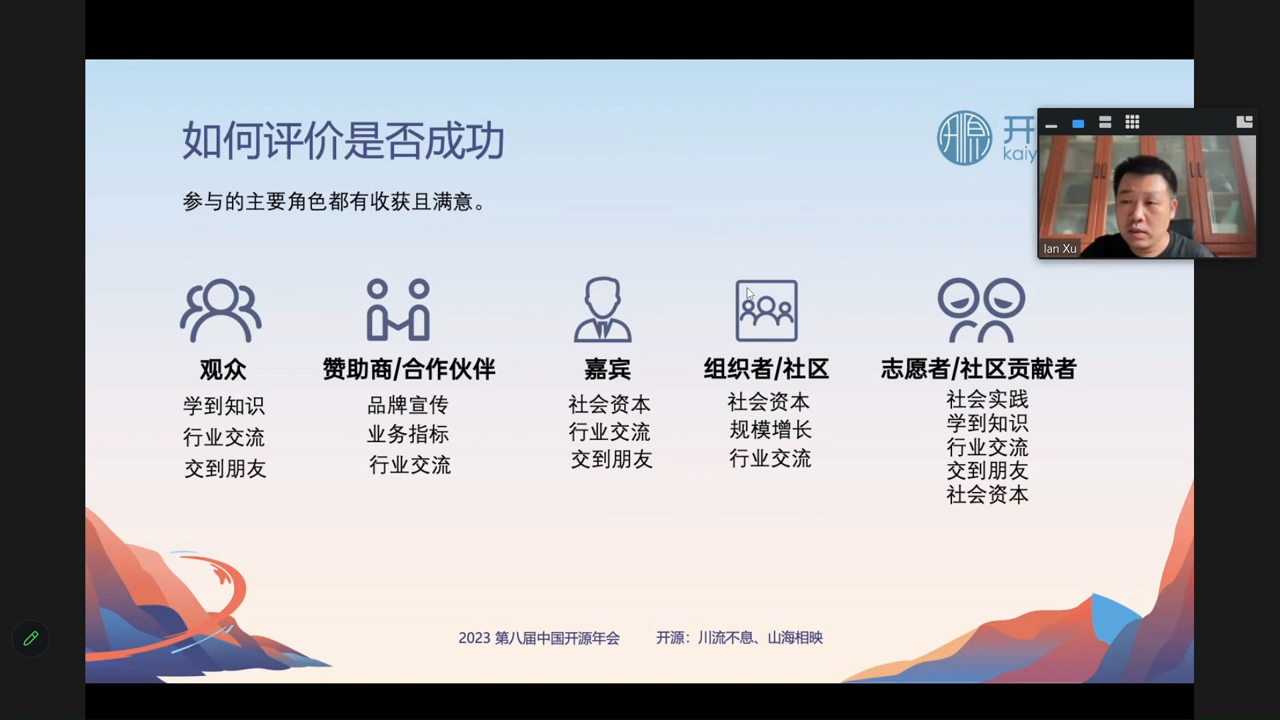 如何评价是否成功
参与的主要角色都有收获且满意。
开源
开
kaiy
Ian Xu
观众
学到知识
行业交流
交到朋友
赞助商/合作伙伴
品牌宣传
业务指标
行业交流
嘉宾
社会资本
行业交流
交到朋友
组织者/社区
社会资本
规模增长
行业交流
志愿者/社区贡献者
社会实践
学到知识
行业交流
交到朋友
社会资本
2023 第八届中国开源年会
开源：川流不息、山海相映